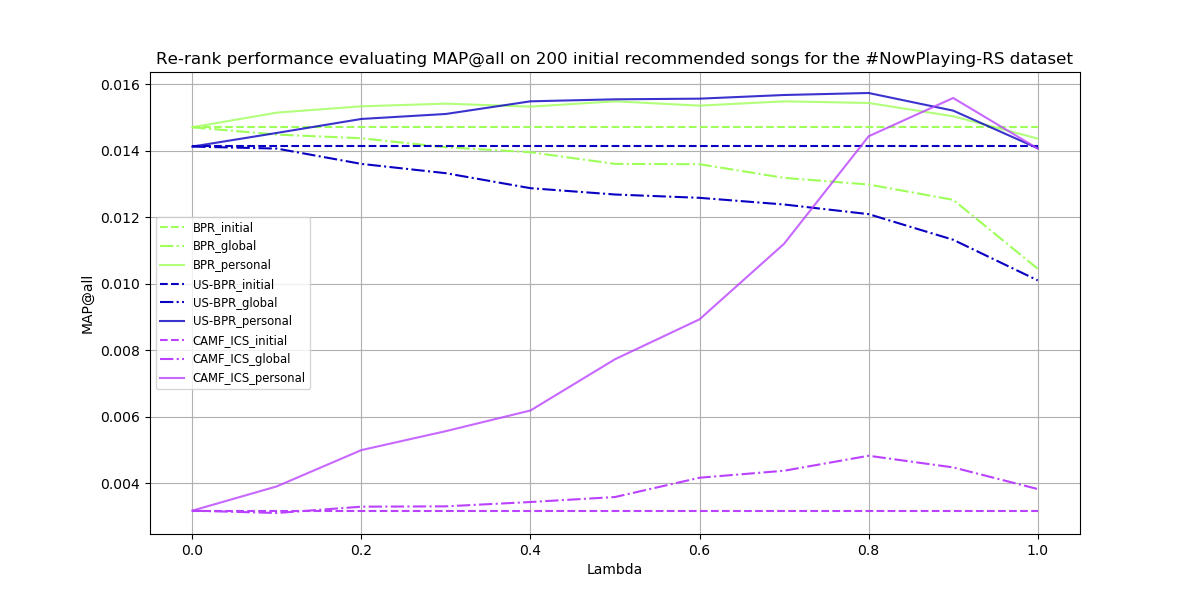 Re-rank performance evaluating MAP@all on 200 initial recommended songs for the #NowPlaying-RS dataset
0.016
0.014
0.012
0.010
0.008
0.006
0.004
MAP@all
BPR_initial
BPR_global
BPR_personal
US-BPR_initial
US-BPR_global
US-BPR_personal
CAMF_ICS_initial
CAMF_ICS_global
CAMF_ICS_personal
0.0 0.2 0.4 0.6 0.8 1.0
Lambda